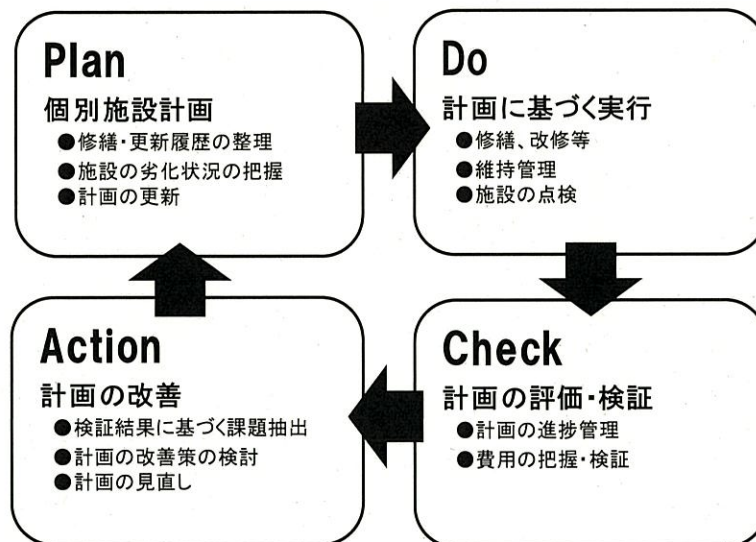 Plan
個別施設計画
●修繕・更新履歴の整理
●施設の劣化状況の把握
●計画の更新
Do
計画に基づく実行
●修繕、改修等
●維持管理
●施設の点検
Action
計画の改善
●検証結果に基づく課題抽出
●計画の改善策の検討
●計画の見直し
Check
計画の評価・検証
●計画の進捗管理
●費用の把握・検証